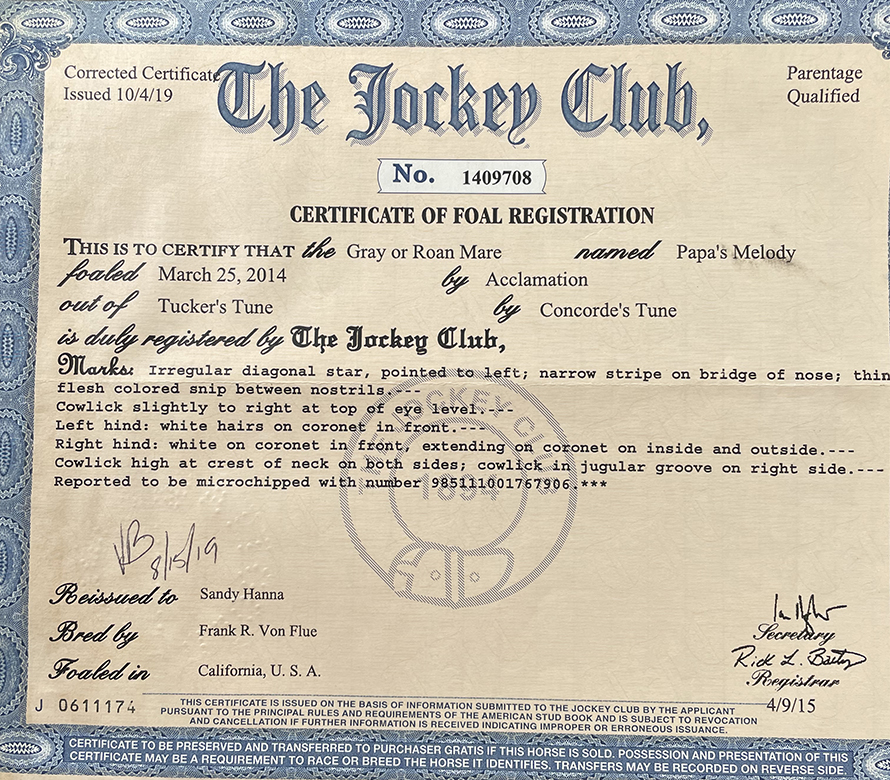 Corrected Certificate
Issued 10/4/19
The Jockey Club,
Parentage
Qualified
No. 1409708
CERTIFICATE OF FOAL REGISTRATION
THIS IS TO CERTIFY THAT the Gray or Roan Mare named Papa's Melody
foaled March 25, 2014 by Acclamation
out of Tucker's Tune by Concorde's Tune
is duly registered by The Jockey Club,
Marks: Irregular diagonal star, pointed to left; narrow stripe on bridge of nose; thin
flesh colored snip between nostrils.---
Cowlick slightly to right at top of eye level.---
Left hind: white hairs on coronet in front.---
Right hind: white on coronet in front, extending on coronet on inside and outside.---
Cowlick high at crest of neck on both sides; cowlick in jugular groove on right side.---
Reported to be microchipped with number 985111001767906.***
THE JOCKEY CLUB
1894
8/15/19
Reissued to Sandy Hanna
Bred by Frank R. Von Flue
Foaled in California, U. S. A.
Secretary
Rick L. Bailey
Registrar
J 0611174
4/9/15
THIS CERTIFICATE IS ISSUED ON THE BASIS OF INFORMATION SUBMITTED TO THE JOCKEY CLUB BY THE APPLICANT
PURSUANT TO THE PRINCIPAL RULES AND REQUIREMENTS OF THE AMERICAN STUD BOOK AND IS SUBJECT TO REVOCATION
AND CANCELLATION IF FURTHER INFORMATION IS RECEIVED INDICATING IMPROPER OR ERRONEOUS ISSUANCE.
CERTIFICATE TO BE PRESERVED AND TRANSFERRED TO PURCHASER GRATIS IF THIS HORSE IS SOLD. POSSESSION AND PRESENTATION OF THIS
CERTIFICATE MAY BE A REQUIREMENT TO RACE OR BREED THE HORSE IT IDENTIFIES. TRANSFERS MAY BE RECORDED ON REVERSE SIDE.